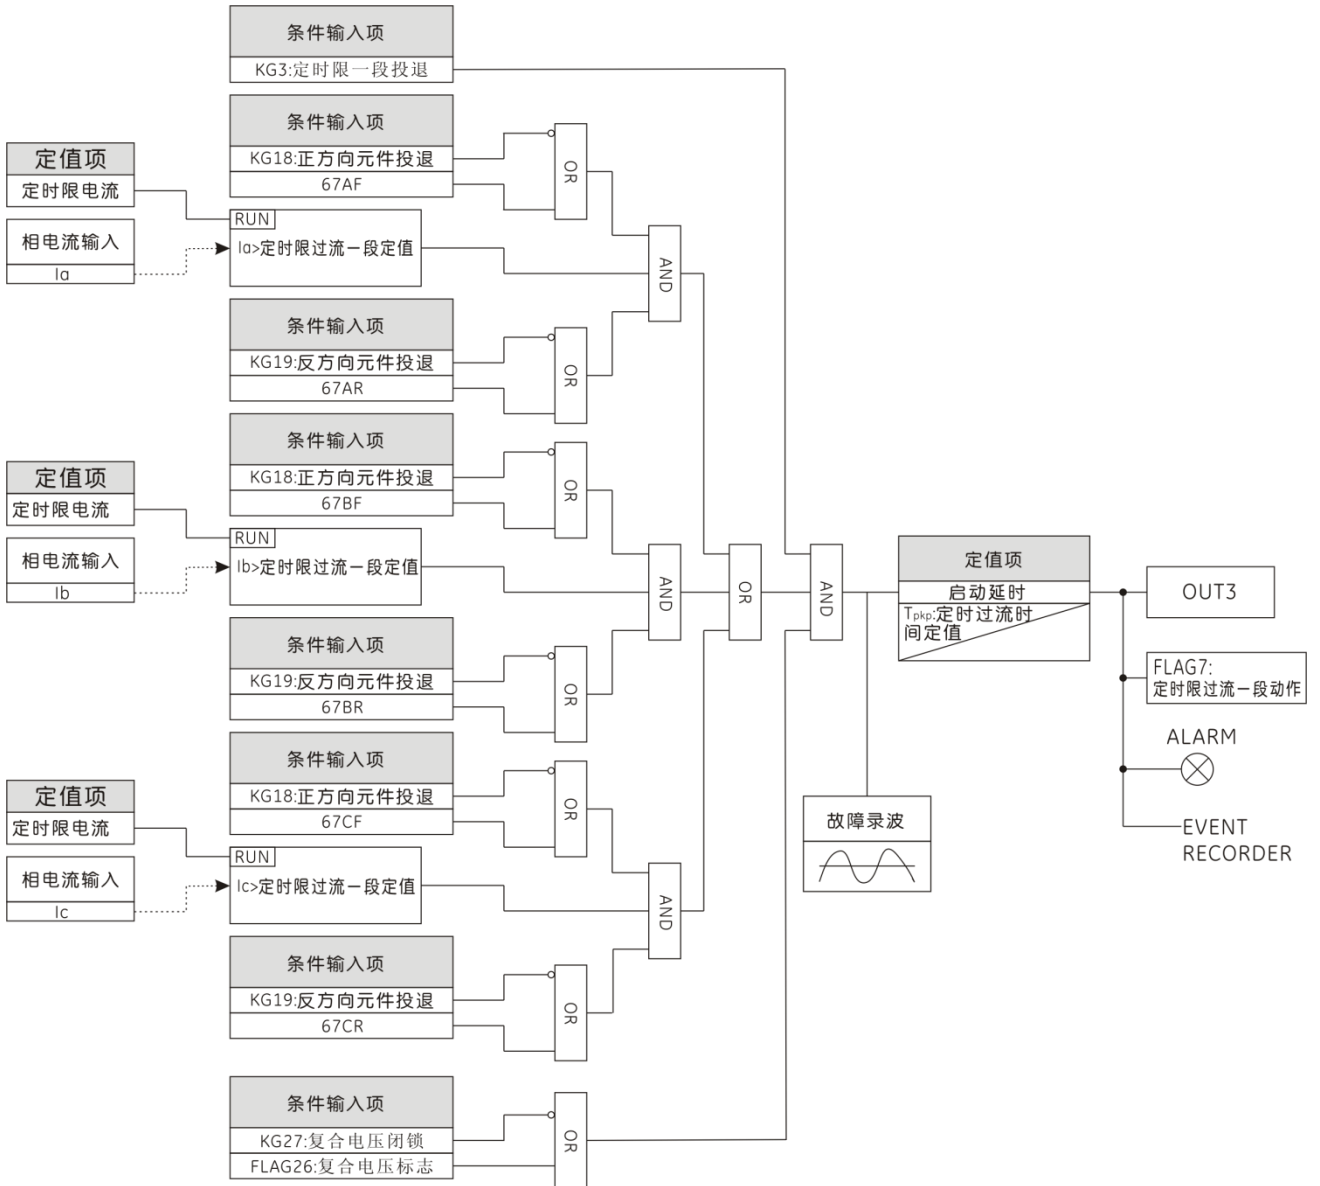 条件输入项
KG3:定时限一段投退
条件输入项
KG18:正方向元件投退
67AF
OR
定值项
定时限电流
相电流输入
Ia
RUN
Ia>定时限过流一段定值
AND
条件输入项
KG19:反方向元件投退
67AR
OR
条件输入项
KG18:正方向元件投退
67BF
OR
定值项
定时限电流
相电流输入
Ib
RUN
Ib>定时限过流一段定值
AND
OR
AND
条件输入项
KG19:反方向元件投退
67BR
OR
条件输入项
KG18:正方向元件投退
67CF
OR
定值项
定时限电流
相电流输入
Ic
RUN
Ic>定时限过流一段定值
AND
条件输入项
KG19:反方向元件投退
67CR
OR
条件输入项
KG27:复合电压闭锁
FLAG26:复合电压标志
OR
定值项
启动延时
Tpkp:定时过流时
间定值
故障录波
OUT3
FLAG7:
定时限过流一段动作
ALARM
EVENT
RECORDER